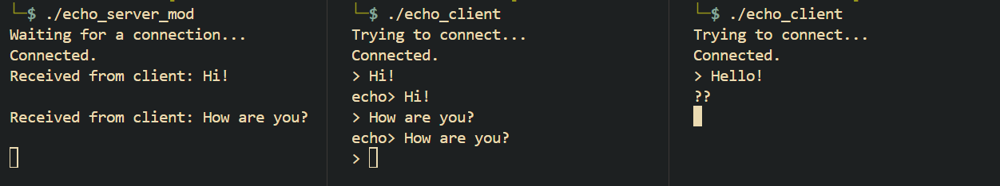 └─$ ./echo_server_mod
Waiting for a connection...
Connected.
Received from client: Hi!
Received from client: How are you?
└─$ ./echo_client
Trying to connect...
Connected.
> Hi!
echo> Hi!
> How are you?
echo> How are you?
>
└─$ ./echo_client
Trying to connect...
Connected.
> Hello!
??